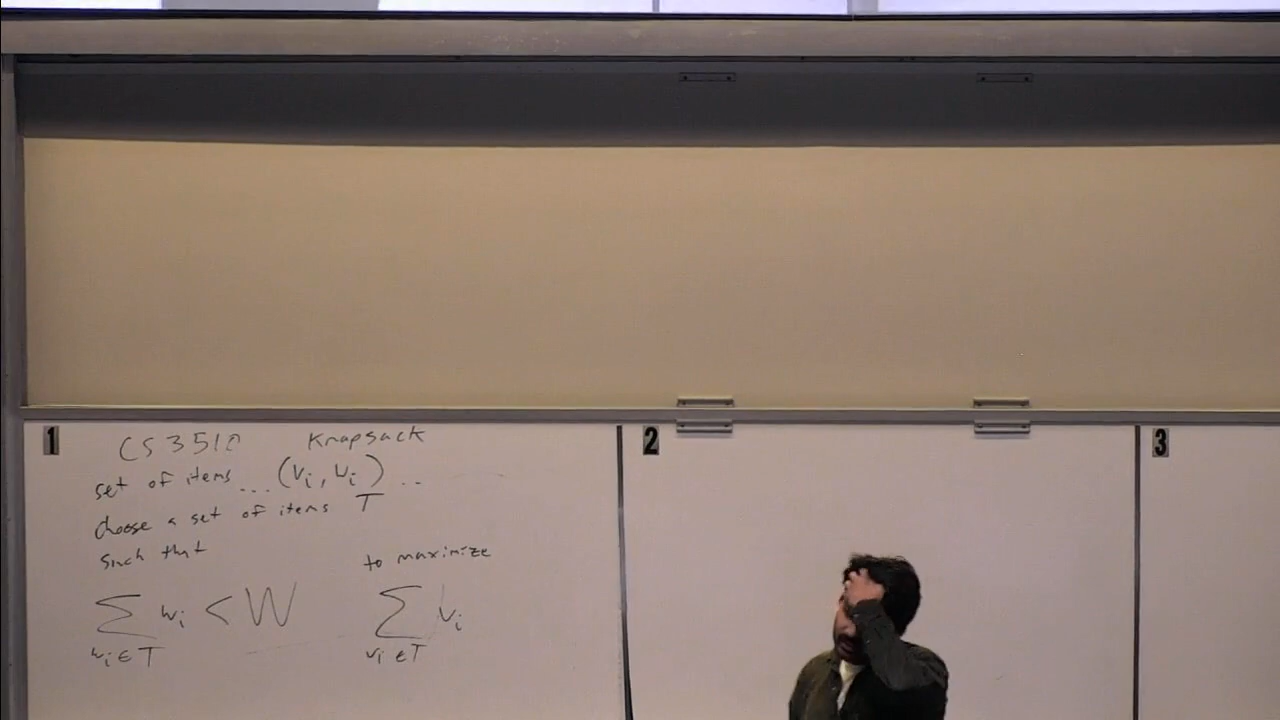 1
CS 3510 Knapsack
set of items ... (vᵢ, wᵢ) ..
choose a set of items T
such that to maximize
∑ wᵢ < W ∑ vᵢ
wᵢ ∈ T vᵢ ∈ T
2
3